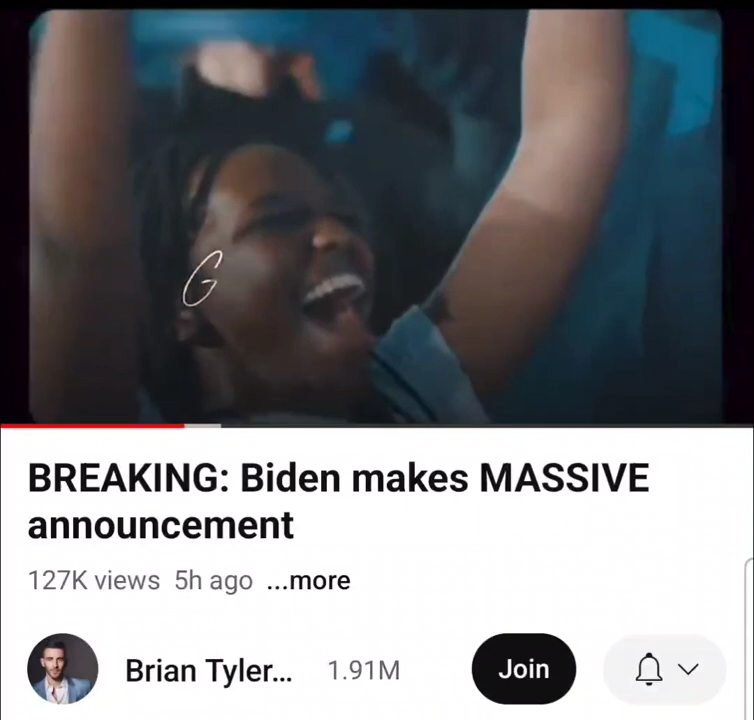 G
BREAKING: Biden makes MASSIVE
announcement
127K views 5h ago ...more
Brian Tyler... 1.91M Join